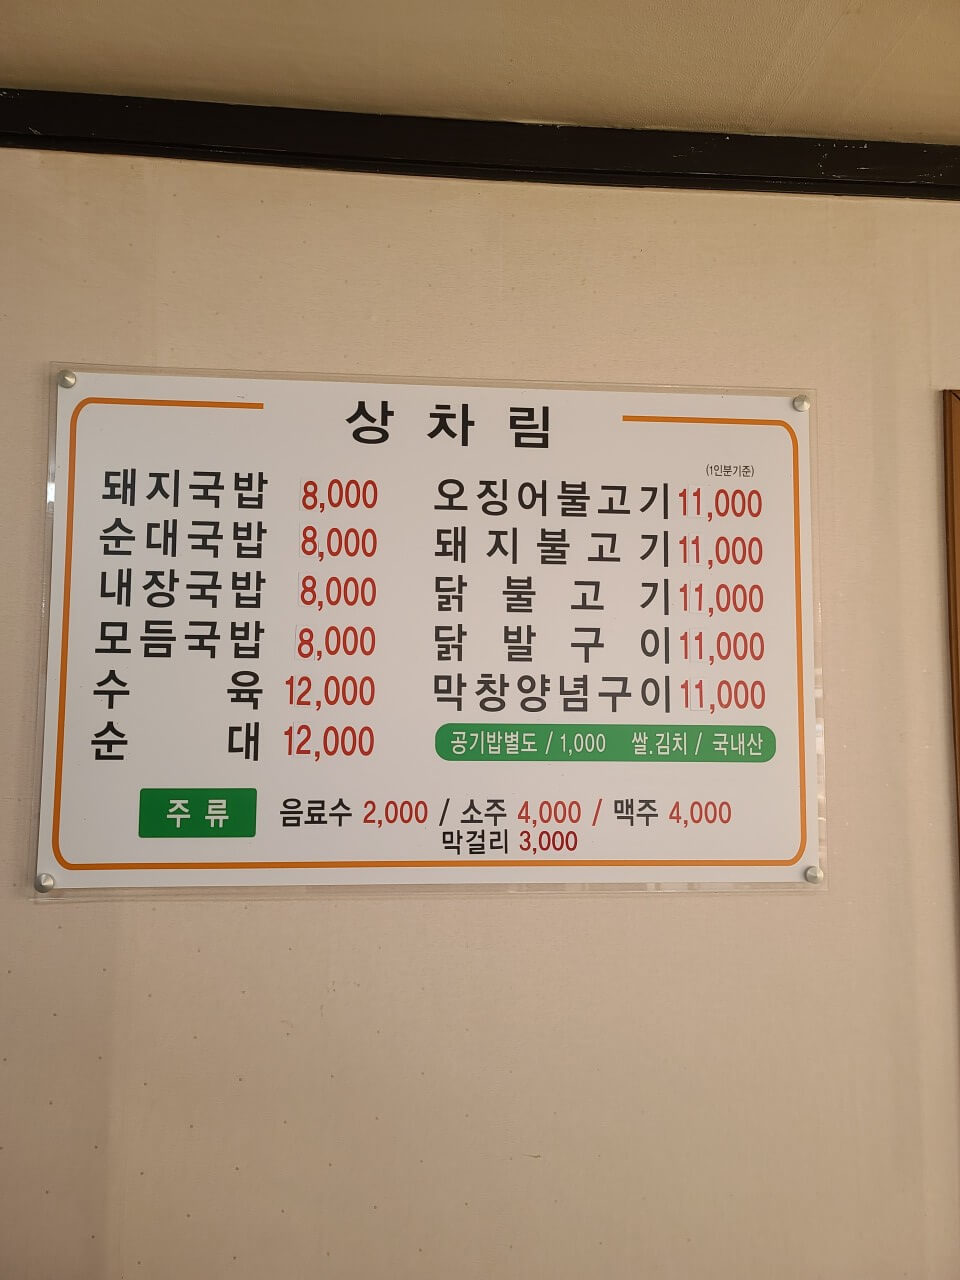 상차림
돼지국밥 8,000
순대국밥 8,000
내장국밥 8,000
모듬국밥 8,000
수육 12,000
순대 12,000
(1인분기준)
오징어불고기 11,000
돼지불고기 11,000
닭불고기 11,000
닭발구이 11,000
막창양념구이 11,000
공기밥별도 / 1,000 쌀.김치 / 국내산
주류 음료수 2,000 / 소주 4,000 / 맥주 4,000
막걸리 3,000